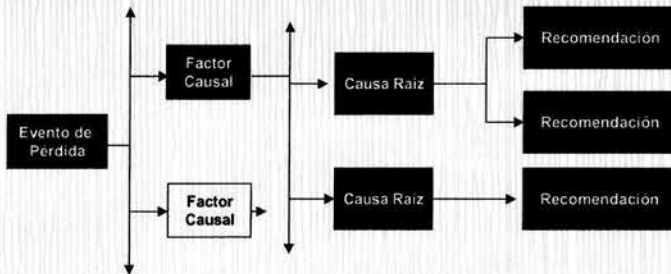 Evento de
Pérdida
Factor
Causal
Factor
Causal
Causa Raiz
Causa Raiz
Recomendación
Recomendación
Recomendación